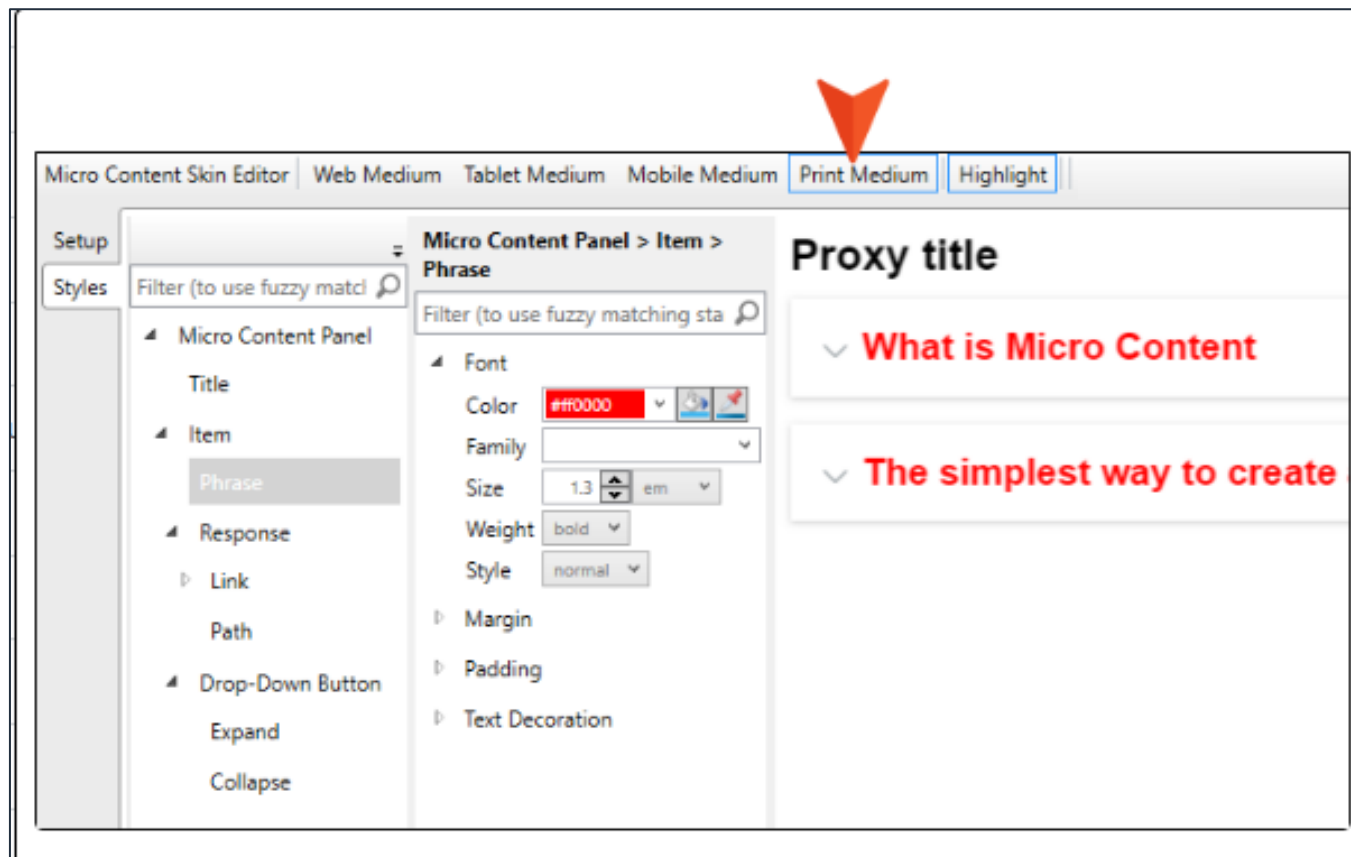 Micro Content Skin Editor Web Medium Tablet Medium Mobile Medium Print Medium Highlight
Setup
Styles
Filter (to use fuzzy matcl
Micro Content Panel
Title
Item
Phrase
Response
Link
Path
Drop-Down Button
Expand
Collapse
Micro Content Panel > Item >
Phrase
Filter (to use fuzzy matching sta
Font
Color #ff0000
Family
Size 1.3 em
Weight bold
Style normal
Margin
Padding
Text Decoration
Proxy title
What is Micro Content
The simplest way to create